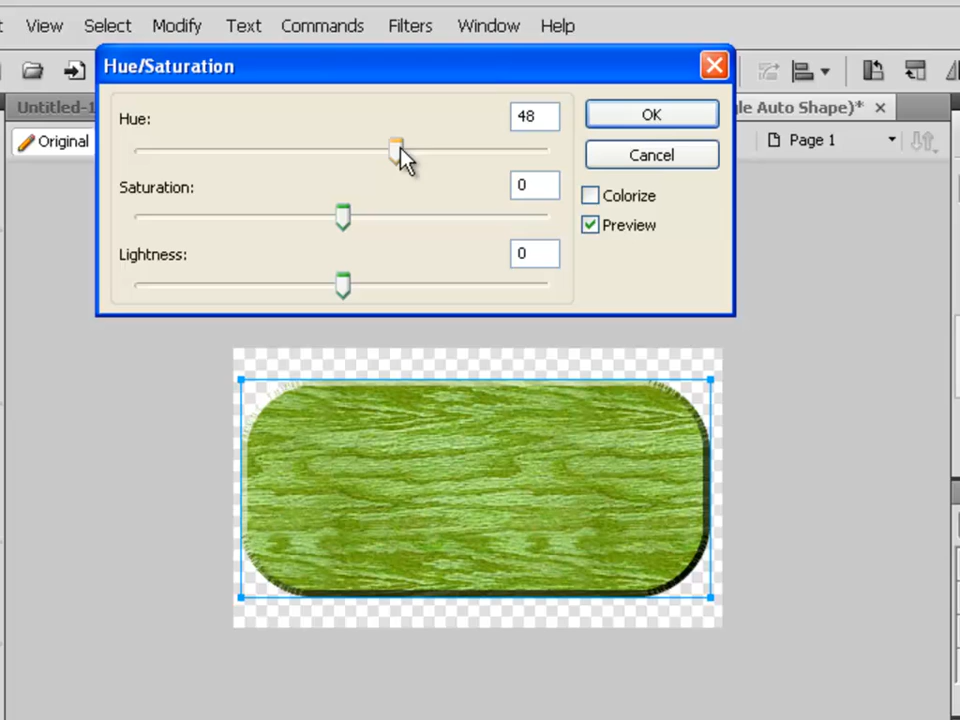 View Select Modify Text Commands Filters Window Help
Hue/Saturation
Untitled-1
le Auto Shape)* ×
Original
Page 1
Hue: 48
OK
Cancel
Saturation: 0
Colorize
Preview
Lightness: 0